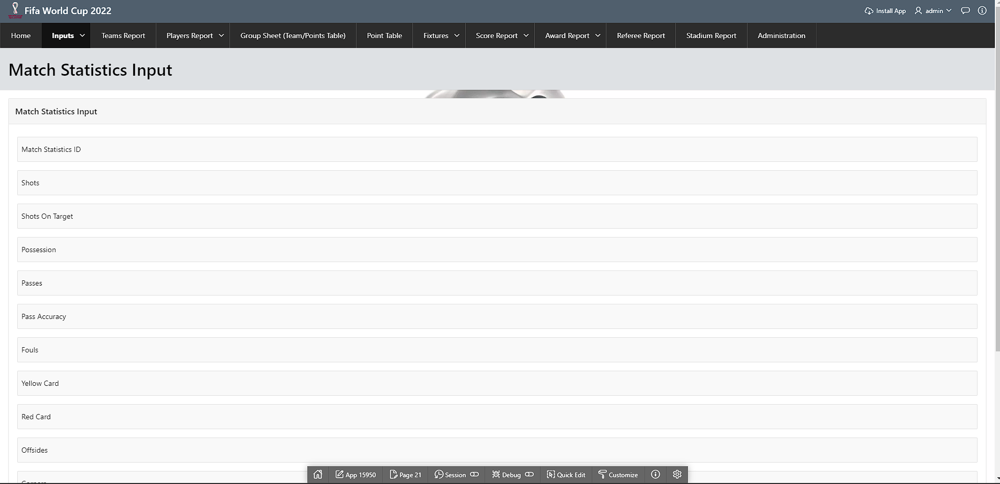 Fifa World Cup 2022
Install App
admin
Home
Inputs
Teams Report
Players Report
Group Sheet (Team/Points Table)
Point Table
Fixtures
Score Report
Award Report
Referee Report
Stadium Report
Administration
Match Statistics Input
Match Statistics Input
Match Statistics ID
Shots
Shots On Target
Possession
Passes
Pass Accuracy
Fouls
Yellow Card
Red Card
Offsides
Corners
App 15950
Page 21
Session
Debug
Quick Edit
Customize